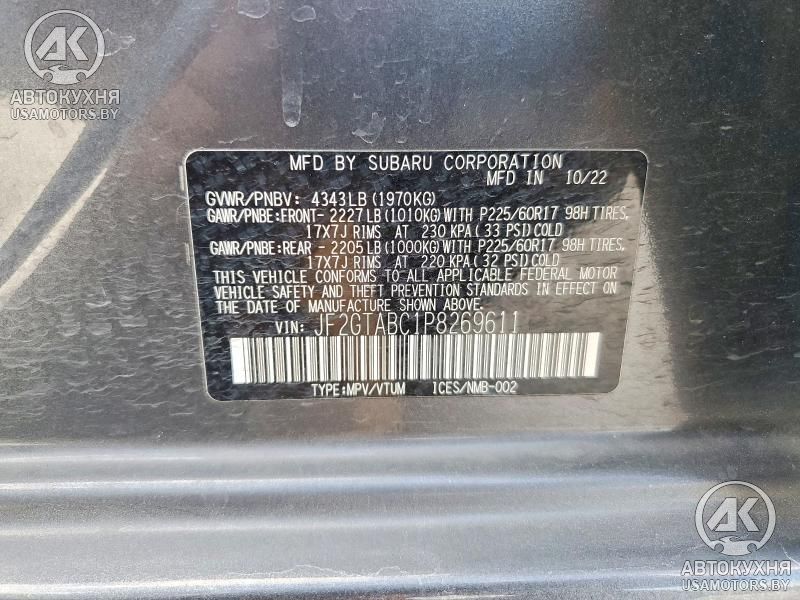 АК
АВТОКУХНЯ
USAMOTORS.BY
MFD BY SUBARU CORPORATION
MFD IN 10/22
GVWR/PNBV: 4343LB (1970KG)
GAWR/PNBE:FRONT- 2227LB (1010KG) WITH P225/60R17 98H TIRES,
17X7J RIMS AT 230 KPA( 33 PSI) COLD
GAWR/PNBE:REAR - 2205LB (1000KG) WITH P225/60R17 98H TIRES,
17X7J RIMS AT 220 KPA( 32 PSI) COLD
THIS VEHICLE CONFORMS TO ALL APPLICABLE FEDERAL MOTOR
VEHICLE SAFETY AND THEFT PREVENTION STANDARDS IN EFFECT ON
THE DATE OF MANUFACTURE SHOWN ABOVE.
VIN: JF2GTABC1P8269611
TYPE:MPV/VTUM ICES/NMB-002
АК
АВТОКУХНЯ
USAMOTORS.BY